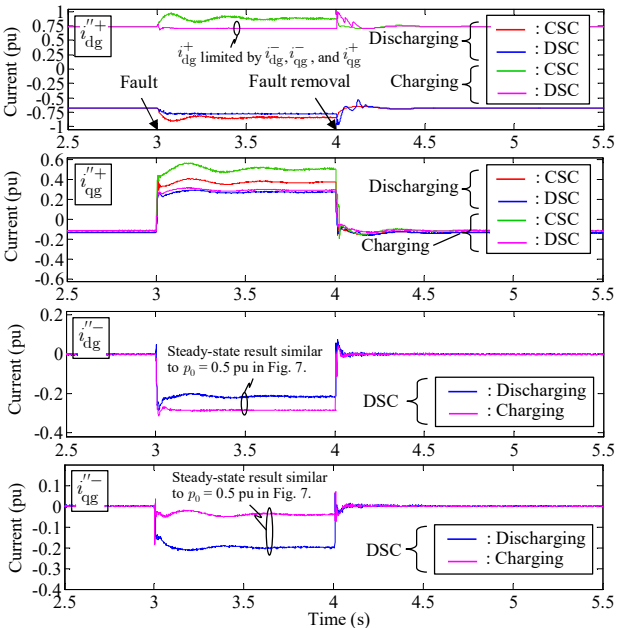 1
0.75
0.5
-0.5
-0.75
-1
Current (pu)
i''+dg
i+dg limited by i-dg, i-qg, and i+qg
Fault
Fault removal
Discharging
Charging
: CSC
: DSC
: CSC
: DSC
2.5 3 3.5 4 4.5 5 5.5
0.6
0.4
0.2
0
-0.2
-0.4
-0.6
Current (pu)
i''+qg
Discharging
Charging
: CSC
: DSC
: CSC
: DSC
2.5 3 3.5 4 4.5 5 5.5
0.2
0
-0.2
-0.4
Current (pu)
i''-dg
Steady-state result similar
to p0 = 0.5 pu in Fig. 7.
DSC
: Discharging
: Charging
2.5 3 3.5 4 4.5 5 5.5
0.1
0
-0.1
-0.2
-0.3
-0.4
Current (pu)
i''-qg
Steady-state result similar
to p0 = 0.5 pu in Fig. 7.
DSC
: Discharging
: Charging
2.5 3 3.5 4 4.5 5 5.5
Time (s)